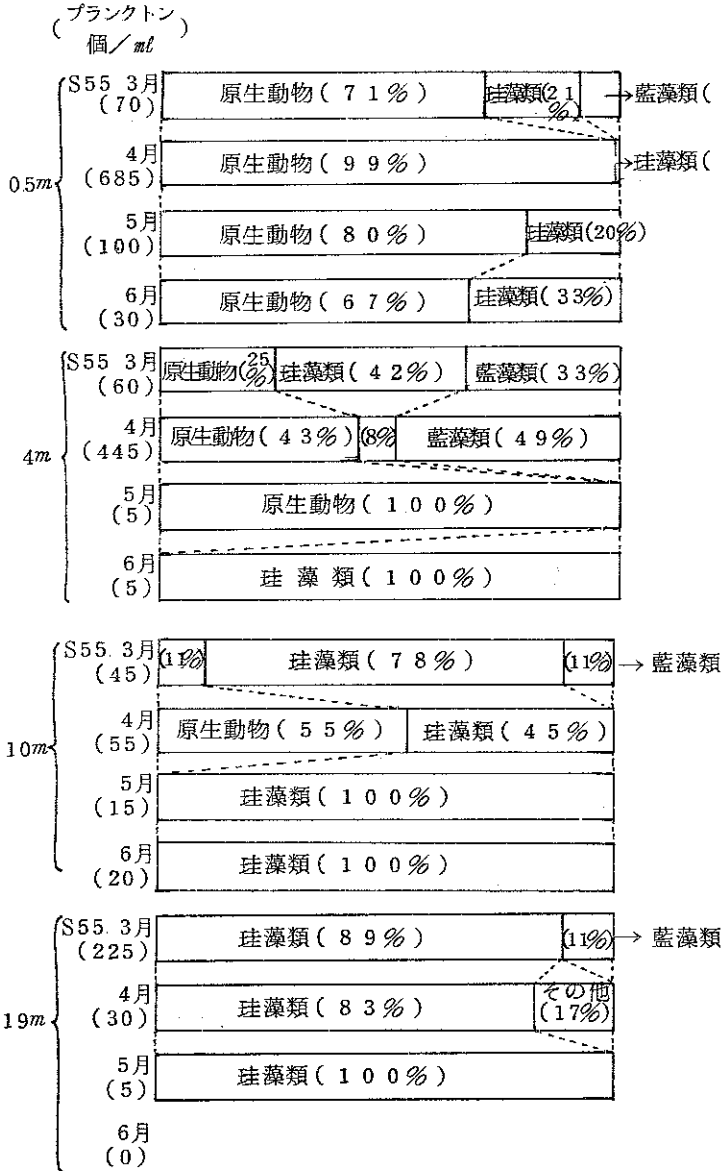 (プランクトン 個/ml)
0.5m
S55 3月 (70) 原生動物(71%) 珪藻類(21%) →藍藻類(
4月 (685) 原生動物(99%) →珪藻類(
5月 (100) 原生動物(80%) 珪藻類(20%)
6月 (30) 原生動物(67%) 珪藻類(33%)
4m
S55 3月 (60) 原生動物(25%) 珪藻類(42%) 藍藻類(33%)
4月 (445) 原生動物(43%) (8%) 藍藻類(49%)
5月 (5) 原生動物(100%)
6月 (5) 珪藻類(100%)
10m
S55.3月 (45) (11%) 珪藻類(78%) (11%) → 藍藻類
4月 (55) 原生動物(55%) 珪藻類(45%)
5月 (15) 珪藻類(100%)
6月 (20) 珪藻類(100%)
19m
S55.3月 (225) 珪藻類(89%) (11%) → 藍藻類
4月 (30) 珪藻類(83%) その他(17%)
5月 (5) 珪藻類(100%)
6月 (0)